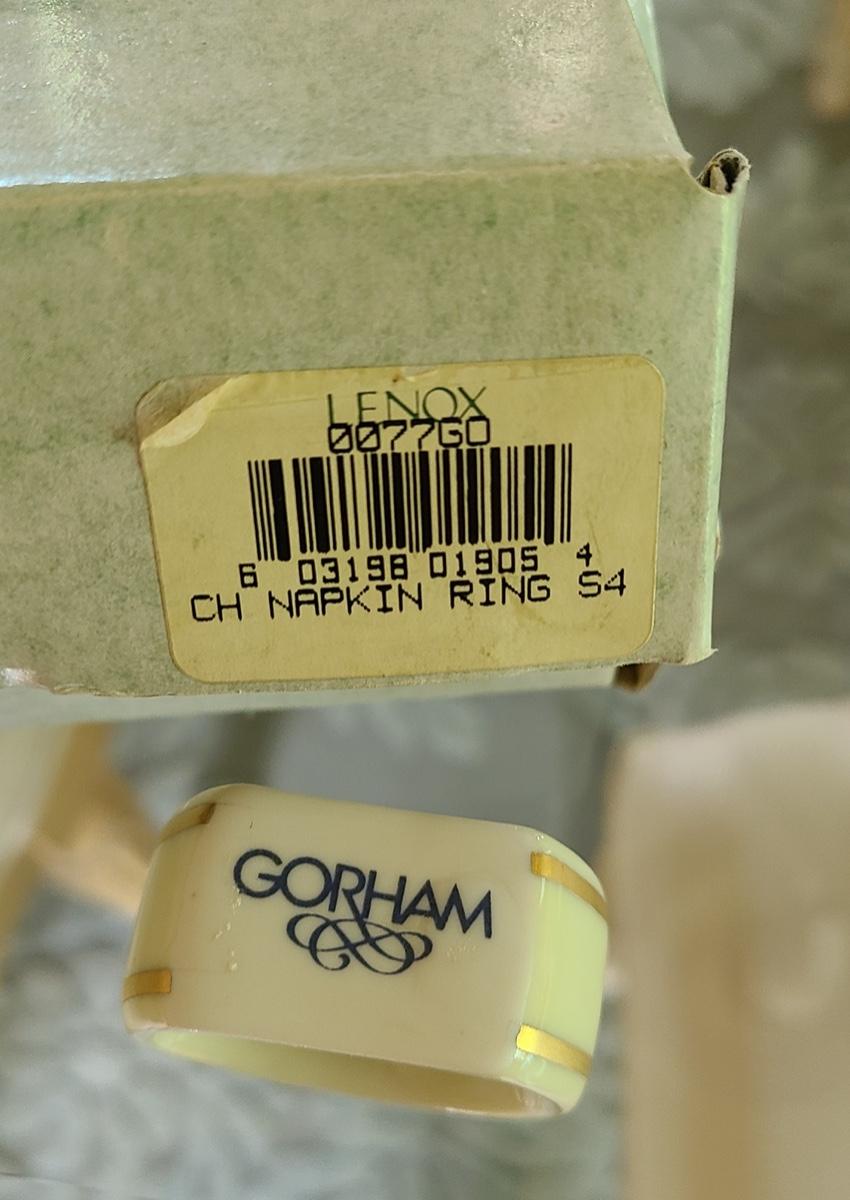 LENOX
0077GO
6 03198 01905 4
CH NAPKIN RING S4
GORHAM